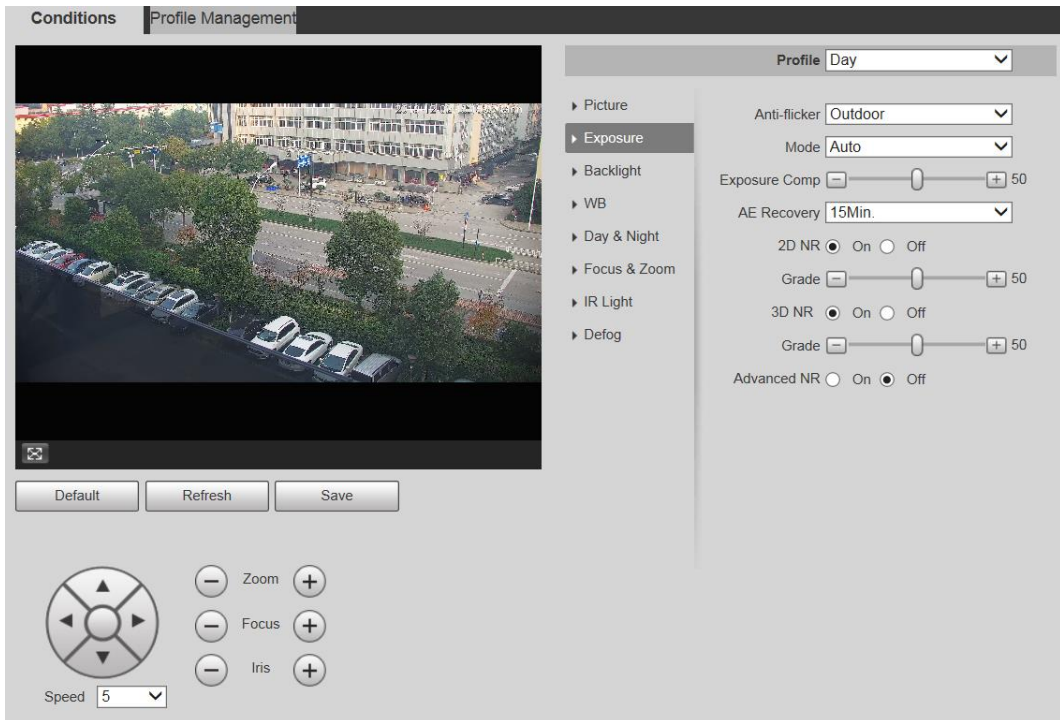 Conditions
Profile Management
Profile Day
Picture
Exposure
Backlight
WB
Day & Night
Focus & Zoom
IR Light
Defog
Anti-flicker Outdoor
Mode Auto
Exposure Comp 50
AE Recovery 15Min.
2D NR On Off
Grade 50
3D NR On Off
Grade 50
Advanced NR On Off
Default Refresh Save
Zoom
Focus
Iris
Speed 5